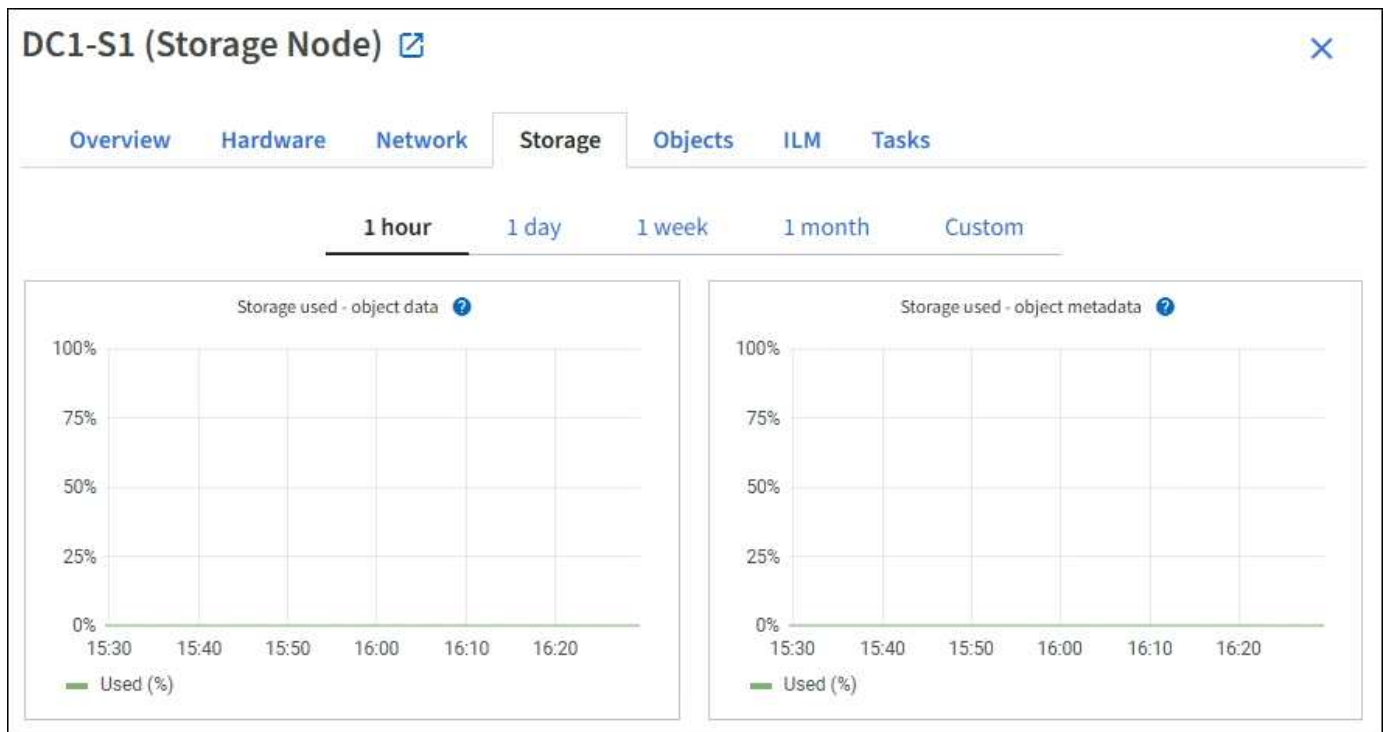 DC1-S1 (Storage Node)
Overview Hardware Network Storage Objects ILM Tasks
1 hour 1 day 1 week 1 month Custom
Storage used - object data ?
100%
75%
50%
25%
0%
15:30 15:40 15:50 16:00 16:10 16:20
Used (%)
Storage used - object metadata ?
100%
75%
50%
25%
0%
15:30 15:40 15:50 16:00 16:10 16:20
Used (%)